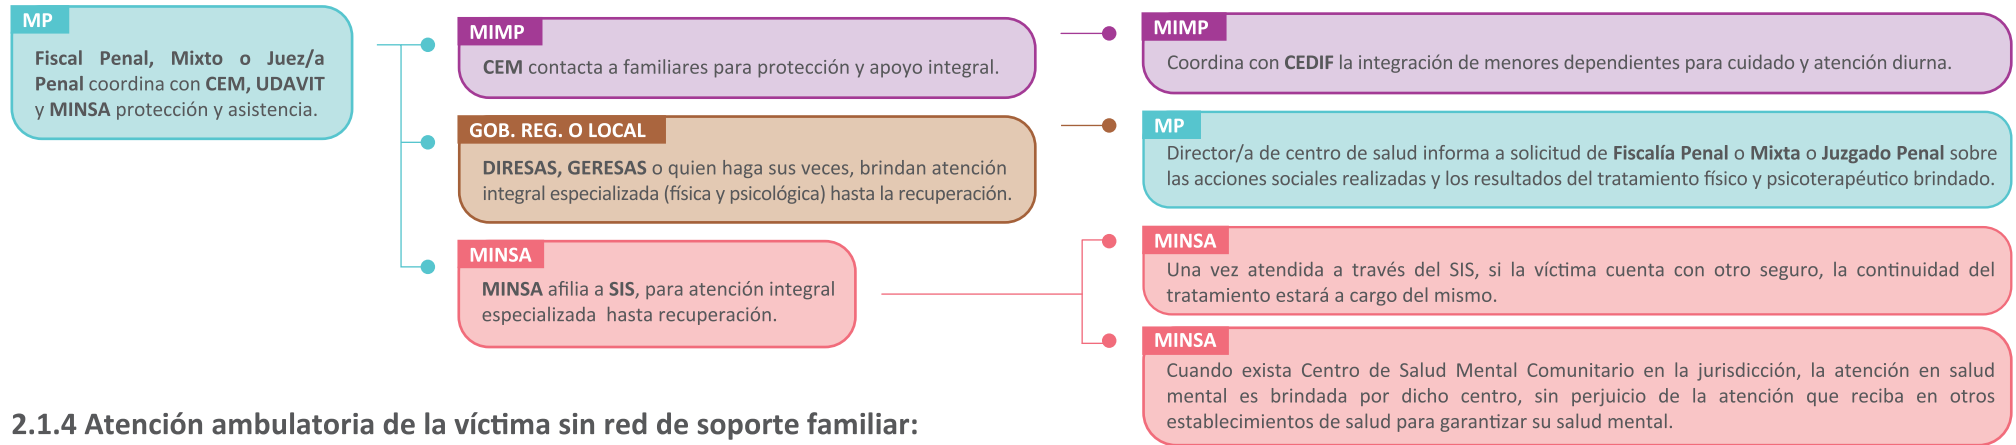 MP
Fiscal Penal, Mixto o Juez/a
Penal coordina con CEM, UDAVIT
y MINSA protección y asistencia.
MIMP
CEM contacta a familiares para protección y apoyo integral.
MIMP
Coordina con CEDIF la integración de menores dependientes para cuidado y atención diurna.
GOB. REG. O LOCAL
DIRESAS, GERESAS o quien haga sus veces, brindan atención
integral especializada (física y psicológica) hasta la recuperación.
MP
Director/a de centro de salud informa a solicitud de Fiscalía Penal o Mixta o Juzgado Penal sobre
las acciones sociales realizadas y los resultados del tratamiento físico y psicoterapéutico brindado.
MINSA
MINSA afilia a SIS, para atención integral
especializada hasta recuperación.
MINSA
Una vez atendida a través del SIS, si la víctima cuenta con otro seguro, la continuidad del
tratamiento estará a cargo del mismo.
MINSA
Cuando exista Centro de Salud Mental Comunitario en la jurisdicción, la atención en salud
mental es brindada por dicho centro, sin perjuicio de la atención que reciba en otros
establecimientos de salud para garantizar su salud mental.
2.1.4 Atención ambulatoria de la víctima sin red de soporte familiar: